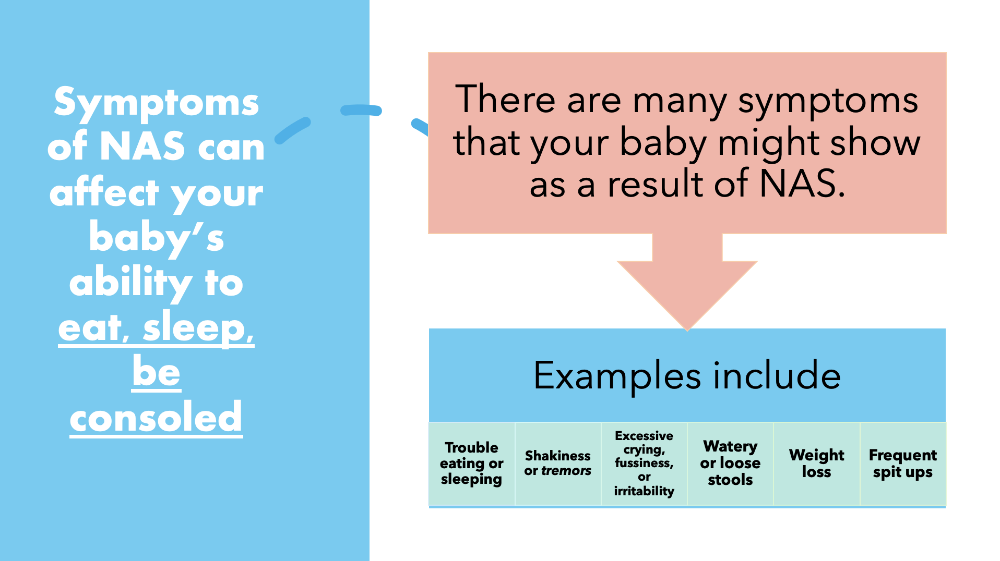 Symptoms
of NAS can
affect your
baby’s
ability to
eat, sleep,
be
consoled
There are many symptoms
that your baby might show
as a result of NAS.
Examples include
Trouble
eating or
sleeping
Shakiness
or tremors
Excessive
crying,
fussiness,
or
irritability
Watery
or loose
stools
Weight
loss
Frequent
spit ups